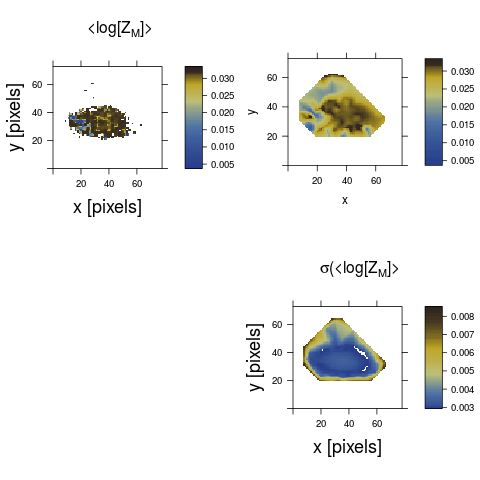 <log[Z_M]>
60
40
20
20 40 60
y [pixels]
x [pixels]
0.030
0.025
0.020
0.015
0.010
0.005
60
40
20
20 40 60
y
x
0.030
0.025
0.020
0.015
0.010
0.005
σ(<log[Z_M]>
60
40
20
20 40 60
y [pixels]
x [pixels]
0.008
0.007
0.006
0.005
0.004
0.003